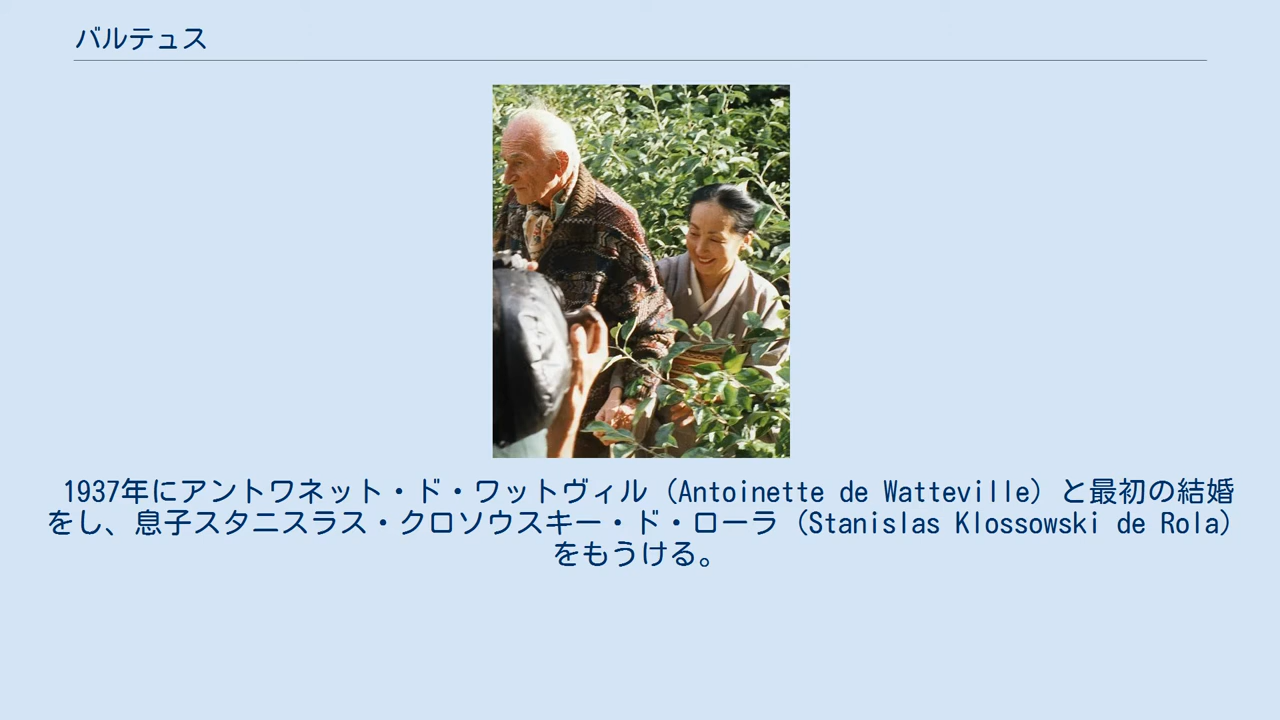 バルテュス
1937年にアントワネット・ド・ワットヴィル（Antoinette de Watteville）と最初の結婚
をし、息子スタニスラス・クロソウスキー・ド・ローラ（Stanislas Klossowski de Rola）
をもうける。